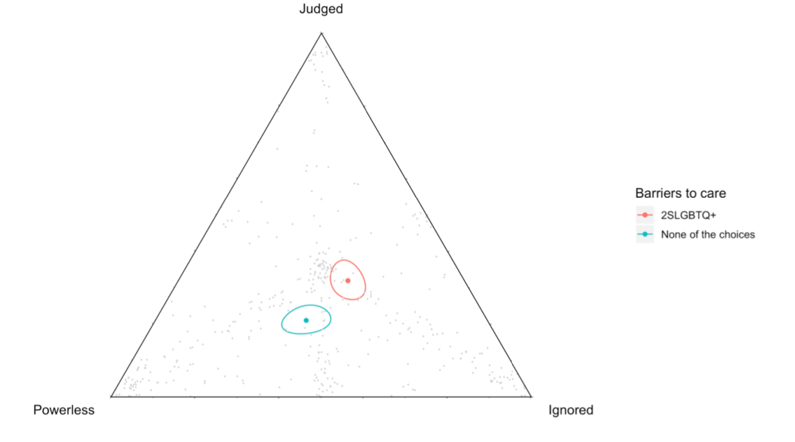 Judged
Barriers to care
2SLGBTQ+
None of the choices
Powerless
Ignored